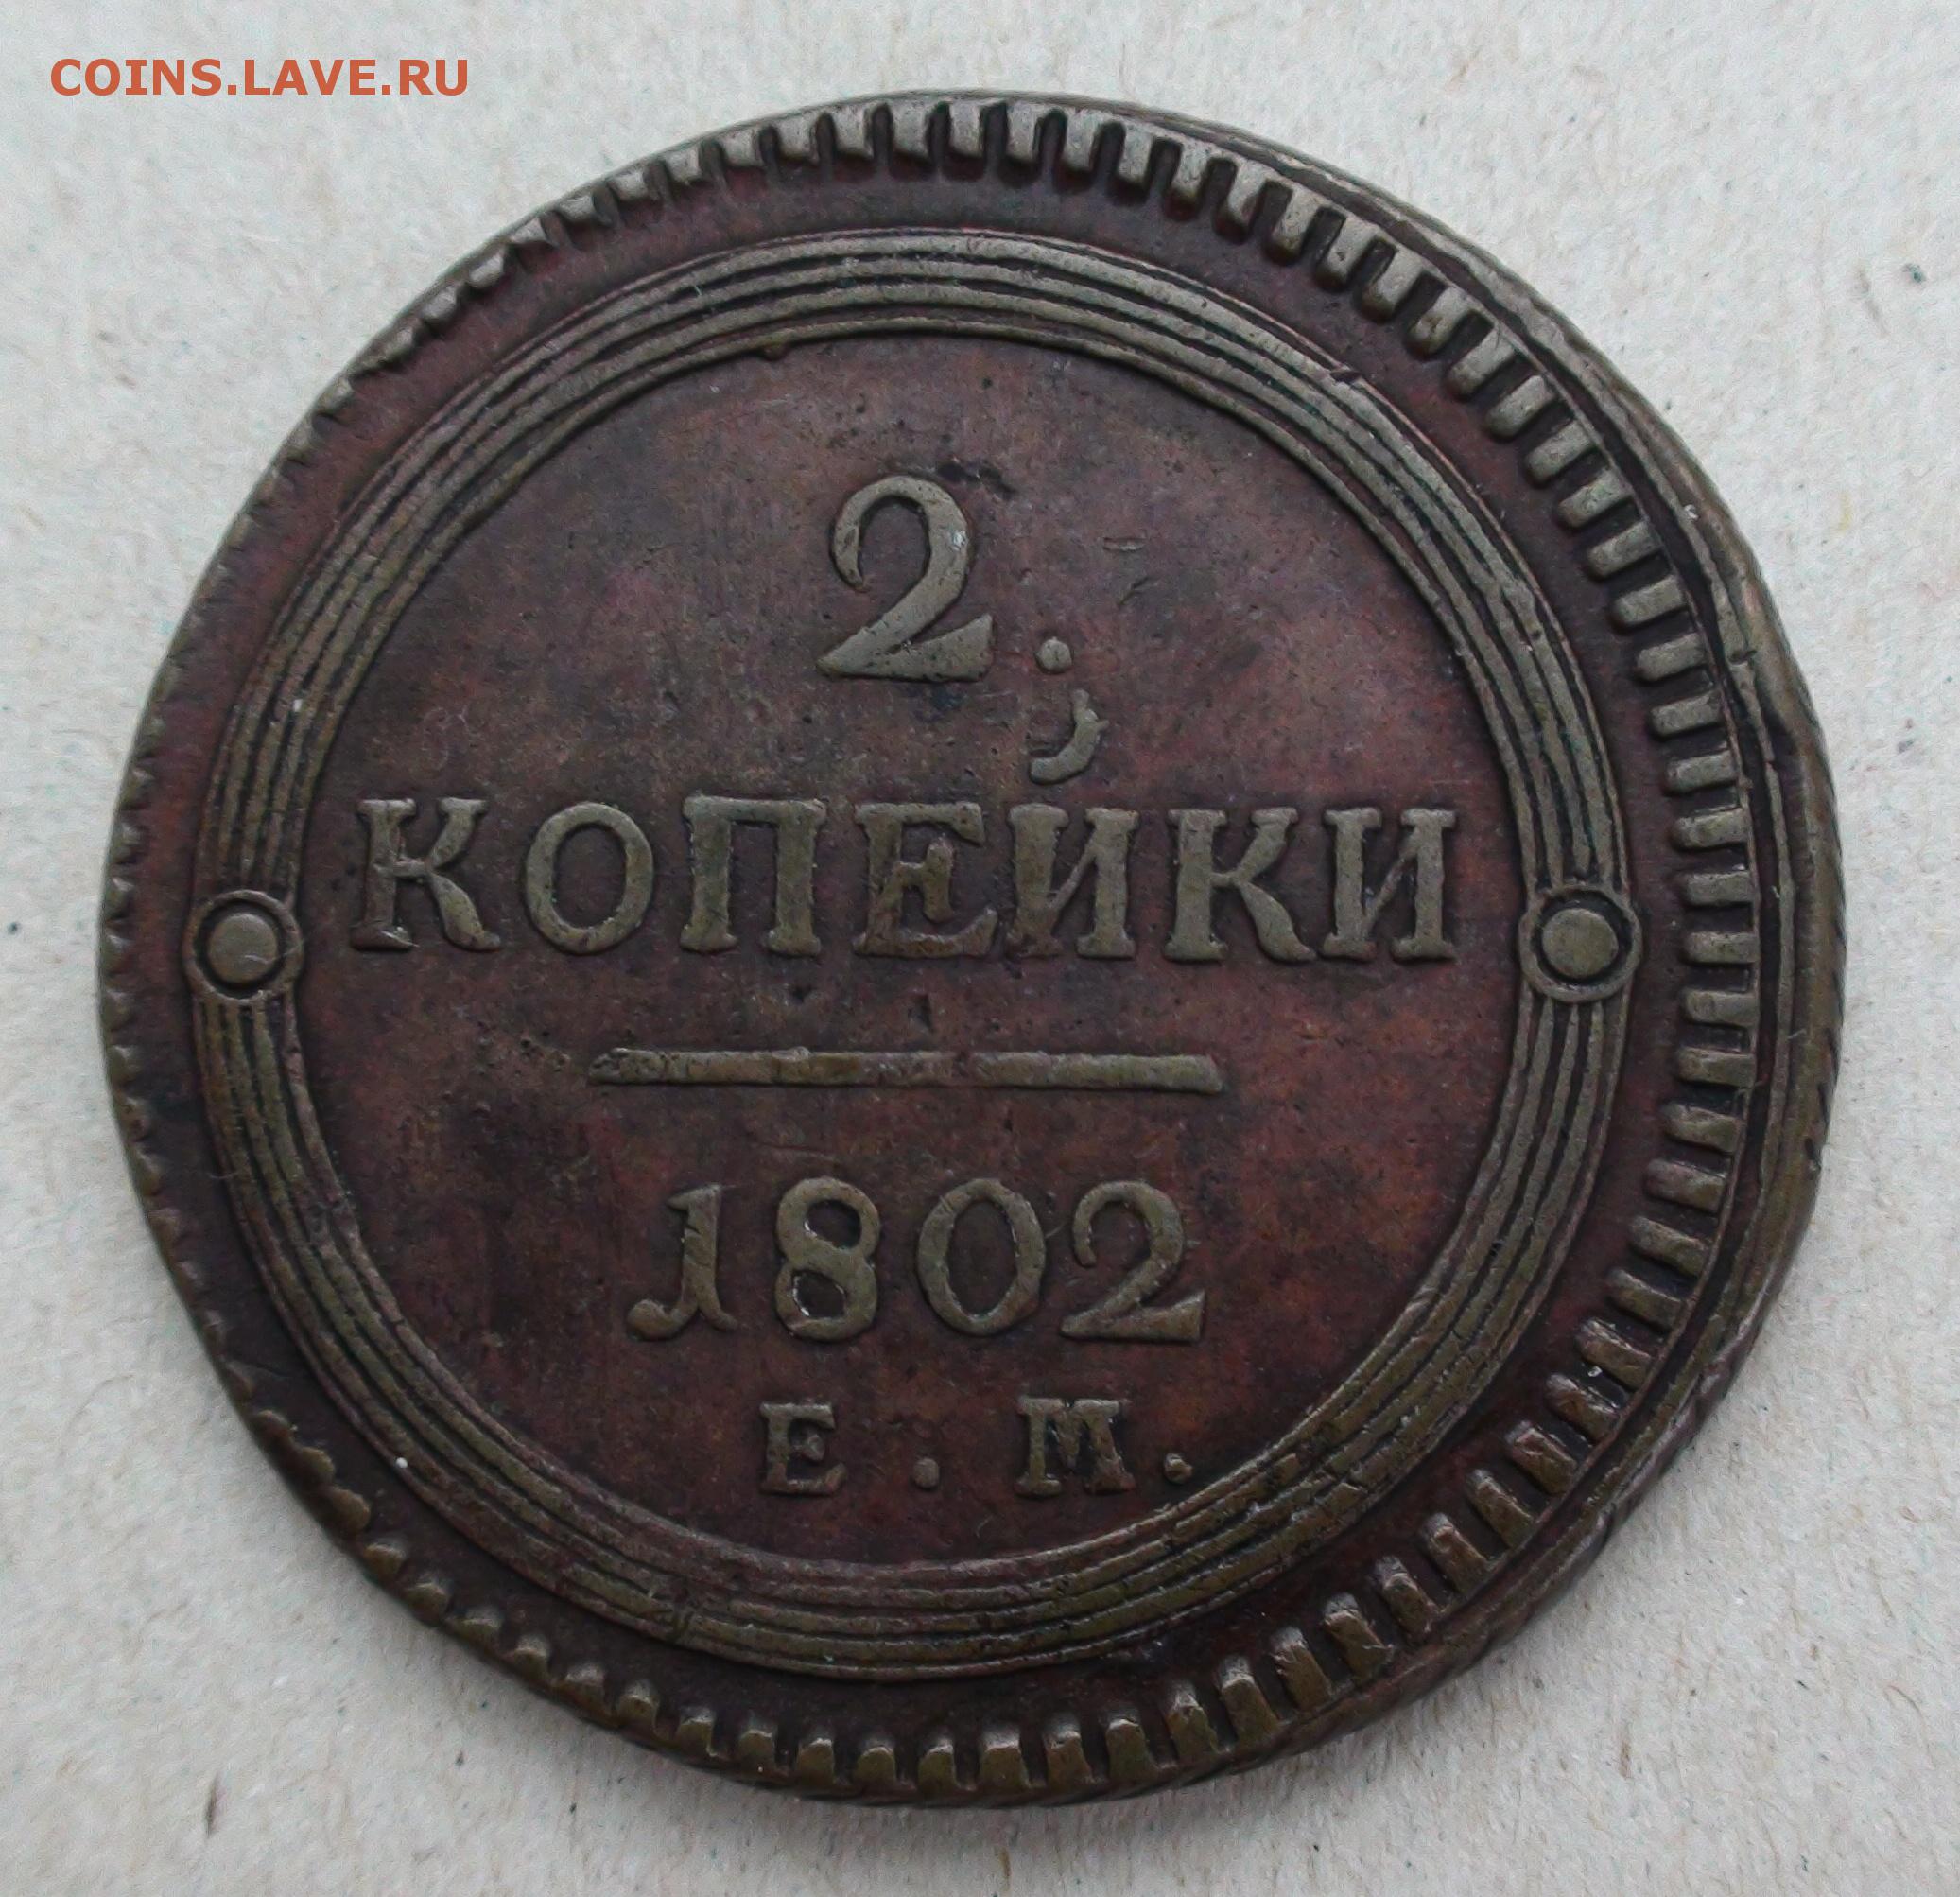 COINS.LAVE.RU
2.
КОПЕЙКИ
1802
Е . М .